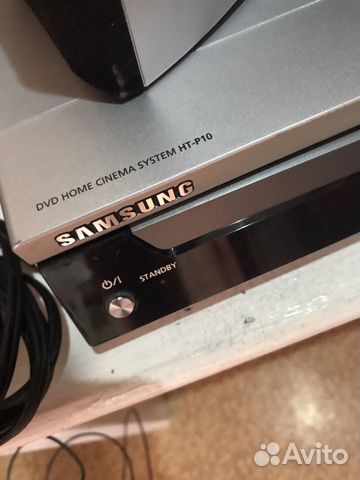 DVD HOME CINEMA SYSTEM HT-P10
SAMSUNG
⏻/I
STANDBY
Avito